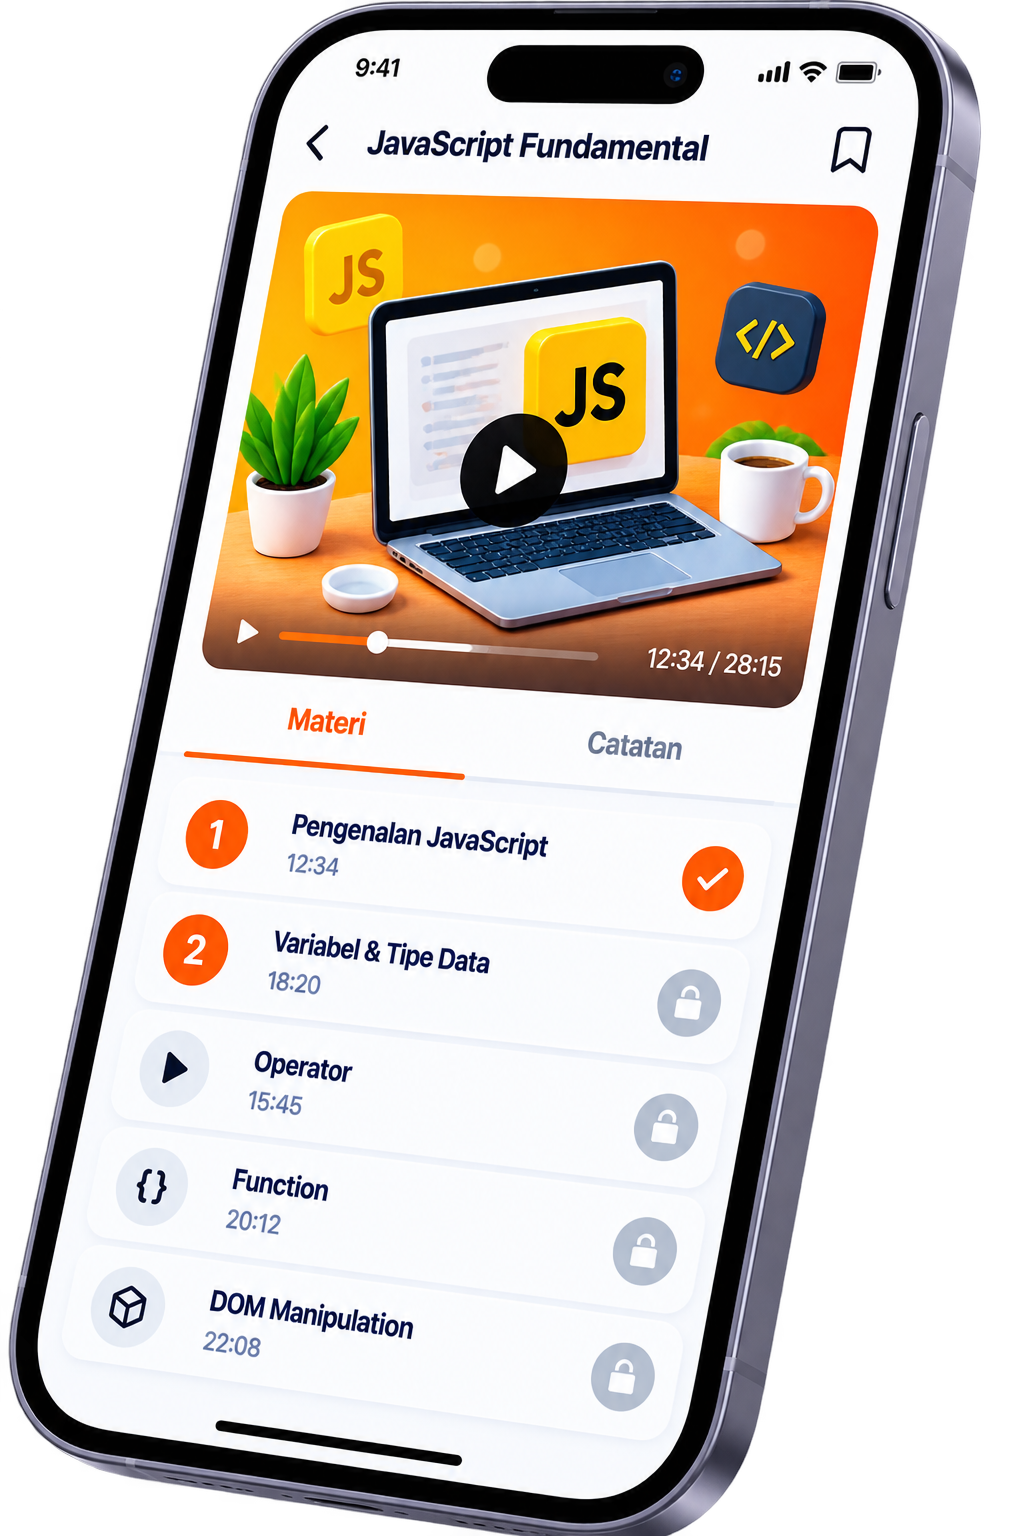 9:41
JavaScript Fundamental
JS
</>
JS
12:34 / 28:15
Materi
Catatan
1
Pengenalan JavaScript
12:34
2
Variabel & Tipe Data
18:20
Operator
15:45
{}
Function
20:12
DOM Manipulation
22:08